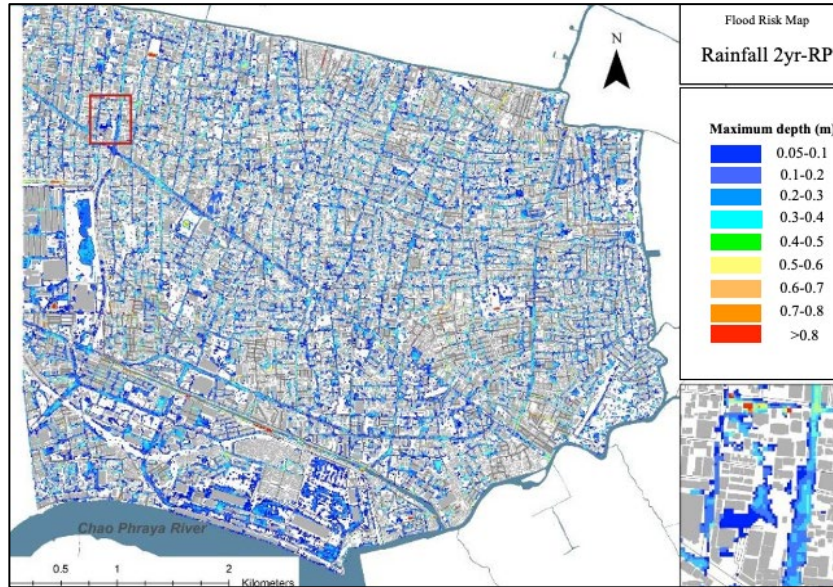 Flood Risk Map
Rainfall 2yr-RP
N
Maximum depth (m)
0.05-0.1
0.1-0.2
0.2-0.3
0.3-0.4
0.4-0.5
0.5-0.6
0.6-0.7
0.7-0.8
>0.8
Chao Phraya River
0.5 1 2
Kilometers